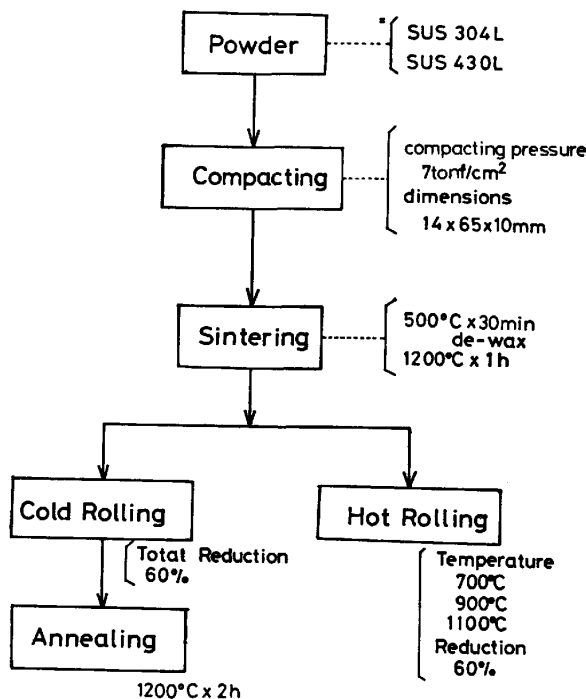 Powder
* SUS 304L
SUS 430L
Compacting
compacting pressure
7tonf/cm²
dimensions
14 x 65 x 10mm
Sintering
500°C x 30min
de-wax
1200°C x 1h
Cold Rolling
Total Reduction
60%
Annealing
1200°C x 2h
Hot Rolling
Temperature
700°C
900°C
1100°C
Reduction
60%